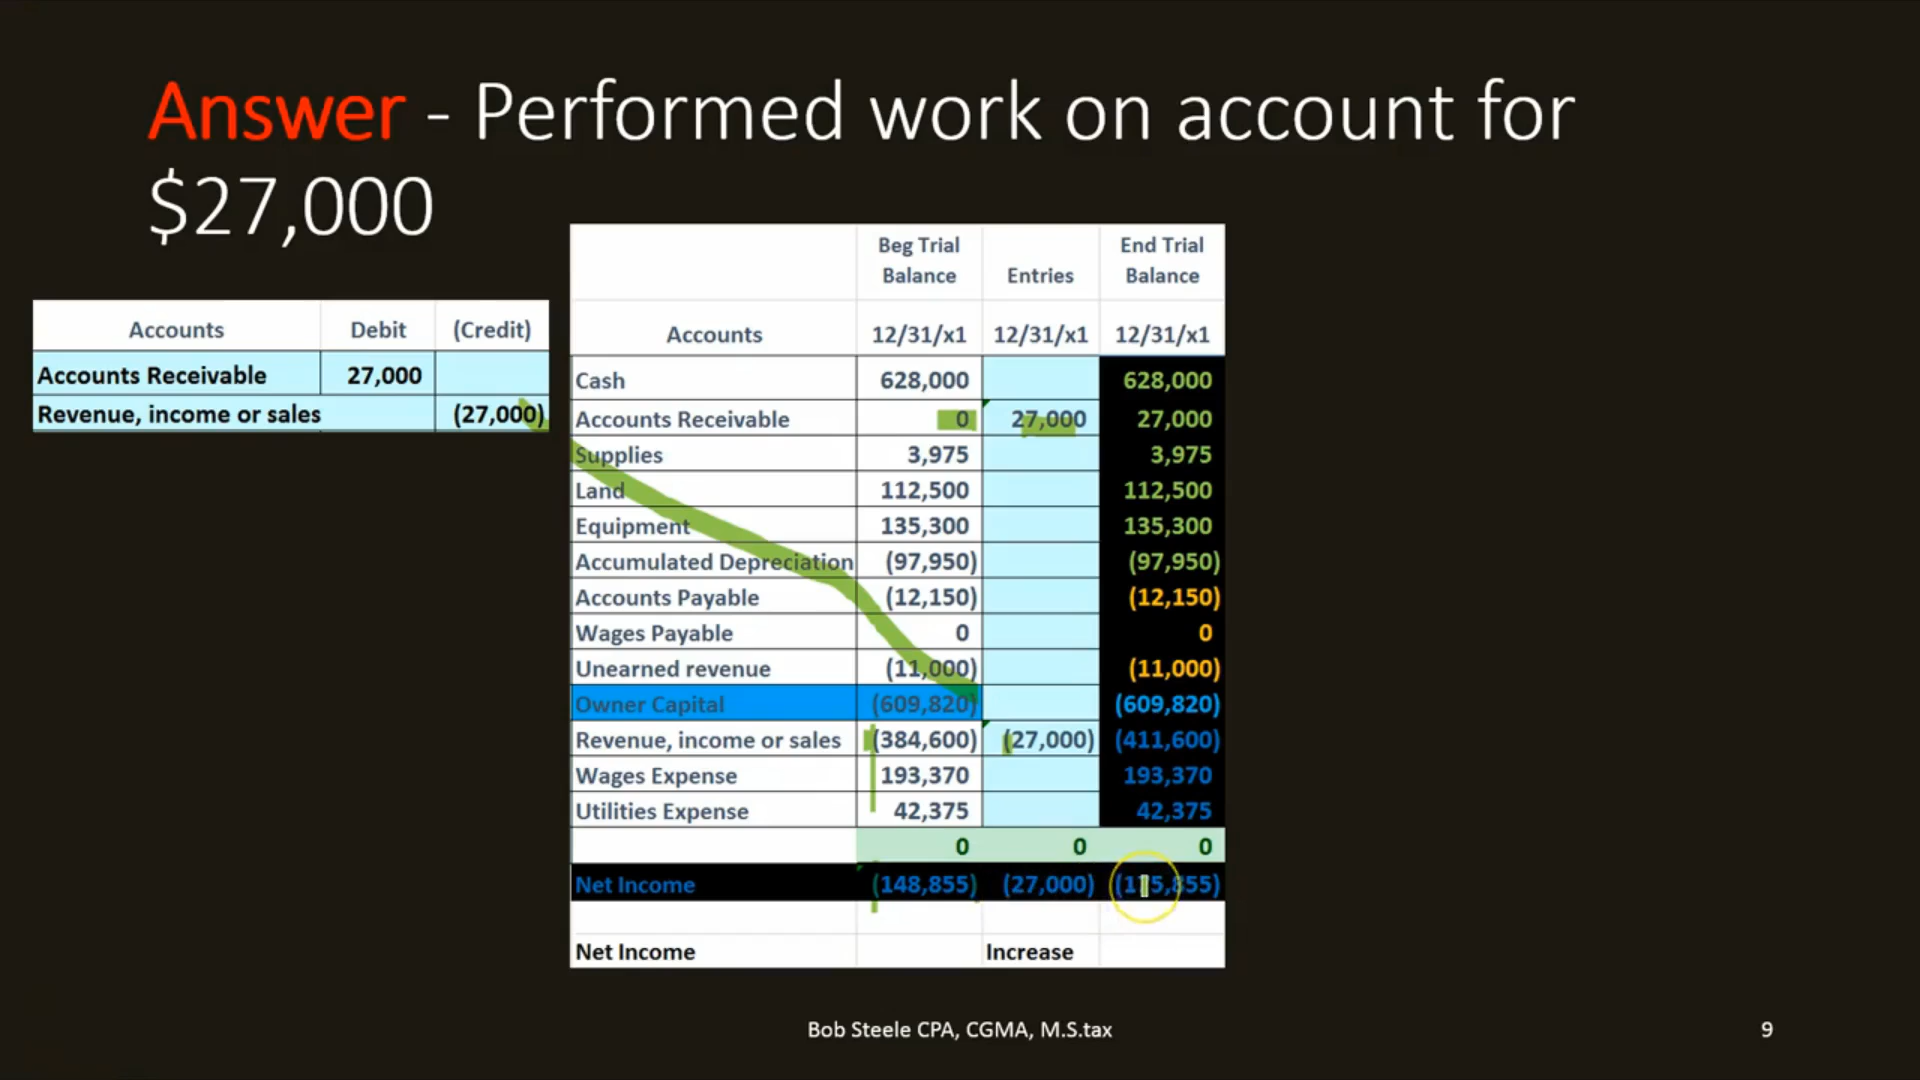 Answer - Performed work on account for
$27,000
Accounts Debit (Credit)
Accounts Receivable 27,000
Revenue, income or sales (27,000)
Beg Trial Balance Entries End Trial Balance
Accounts 12/31/x1 12/31/x1 12/31/x1
Cash 628,000 628,000
Accounts Receivable 0 27,000 27,000
Supplies 3,975 3,975
Land 112,500 112,500
Equipment 135,300 135,300
Accumulated Depreciation (97,950) (97,950)
Accounts Payable (12,150) (12,150)
Wages Payable 0 0
Unearned revenue (11,000) (11,000)
Owner Capital (609,820) (609,820)
Revenue, income or sales (384,600) (27,000) (411,600)
Wages Expense 193,370 193,370
Utilities Expense 42,375 42,375
0 0 0
Net Income (148,855) (27,000) (175,855)
Net Income Increase
Bob Steele CPA, CGMA, M.S.tax
9